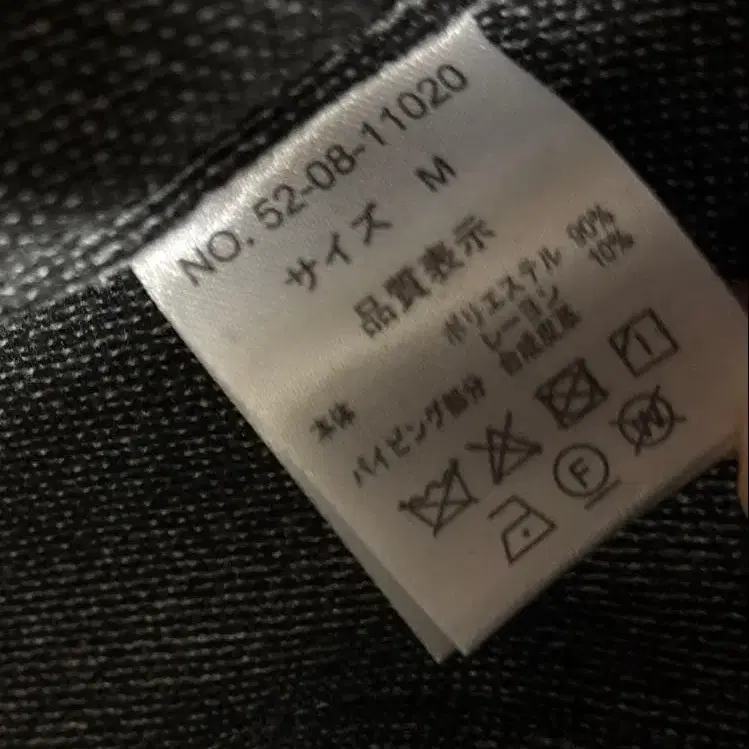 NO. 52-08-11020
サイズ M
品質表示
本体 ポリエステル 90%
レーヨン 10%
パイピング部分 合成皮革
F
W